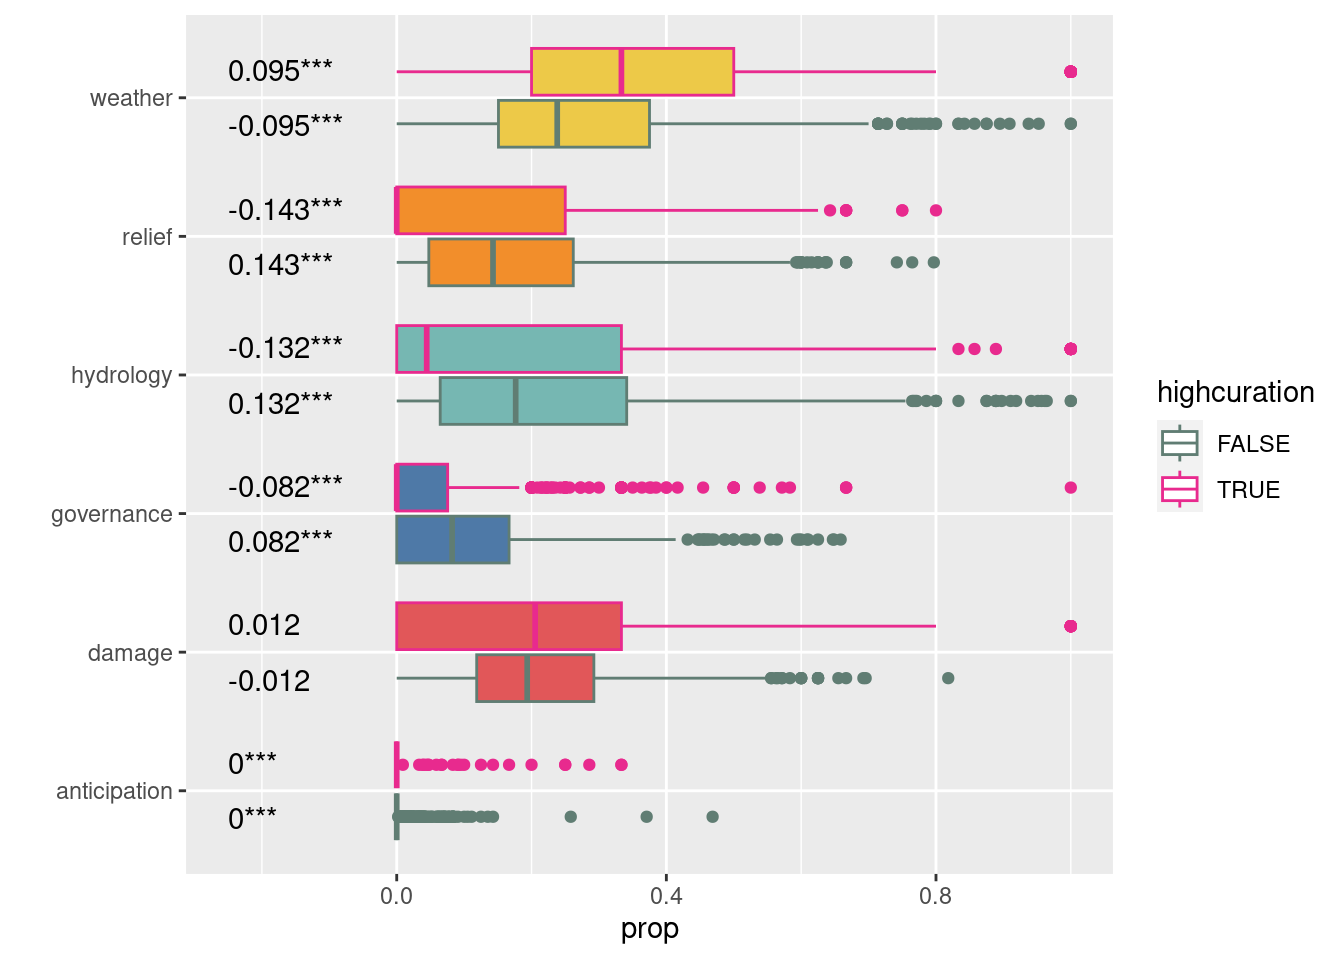 0.095***
weather
-0.095***
-0.143***
relief
0.143***
-0.132***
hydrology
0.132***
-0.082***
governance
0.082***
0.012
damage
-0.012
0***
anticipation
0***
0.0 0.4 0.8
prop
highcuration
FALSE
TRUE